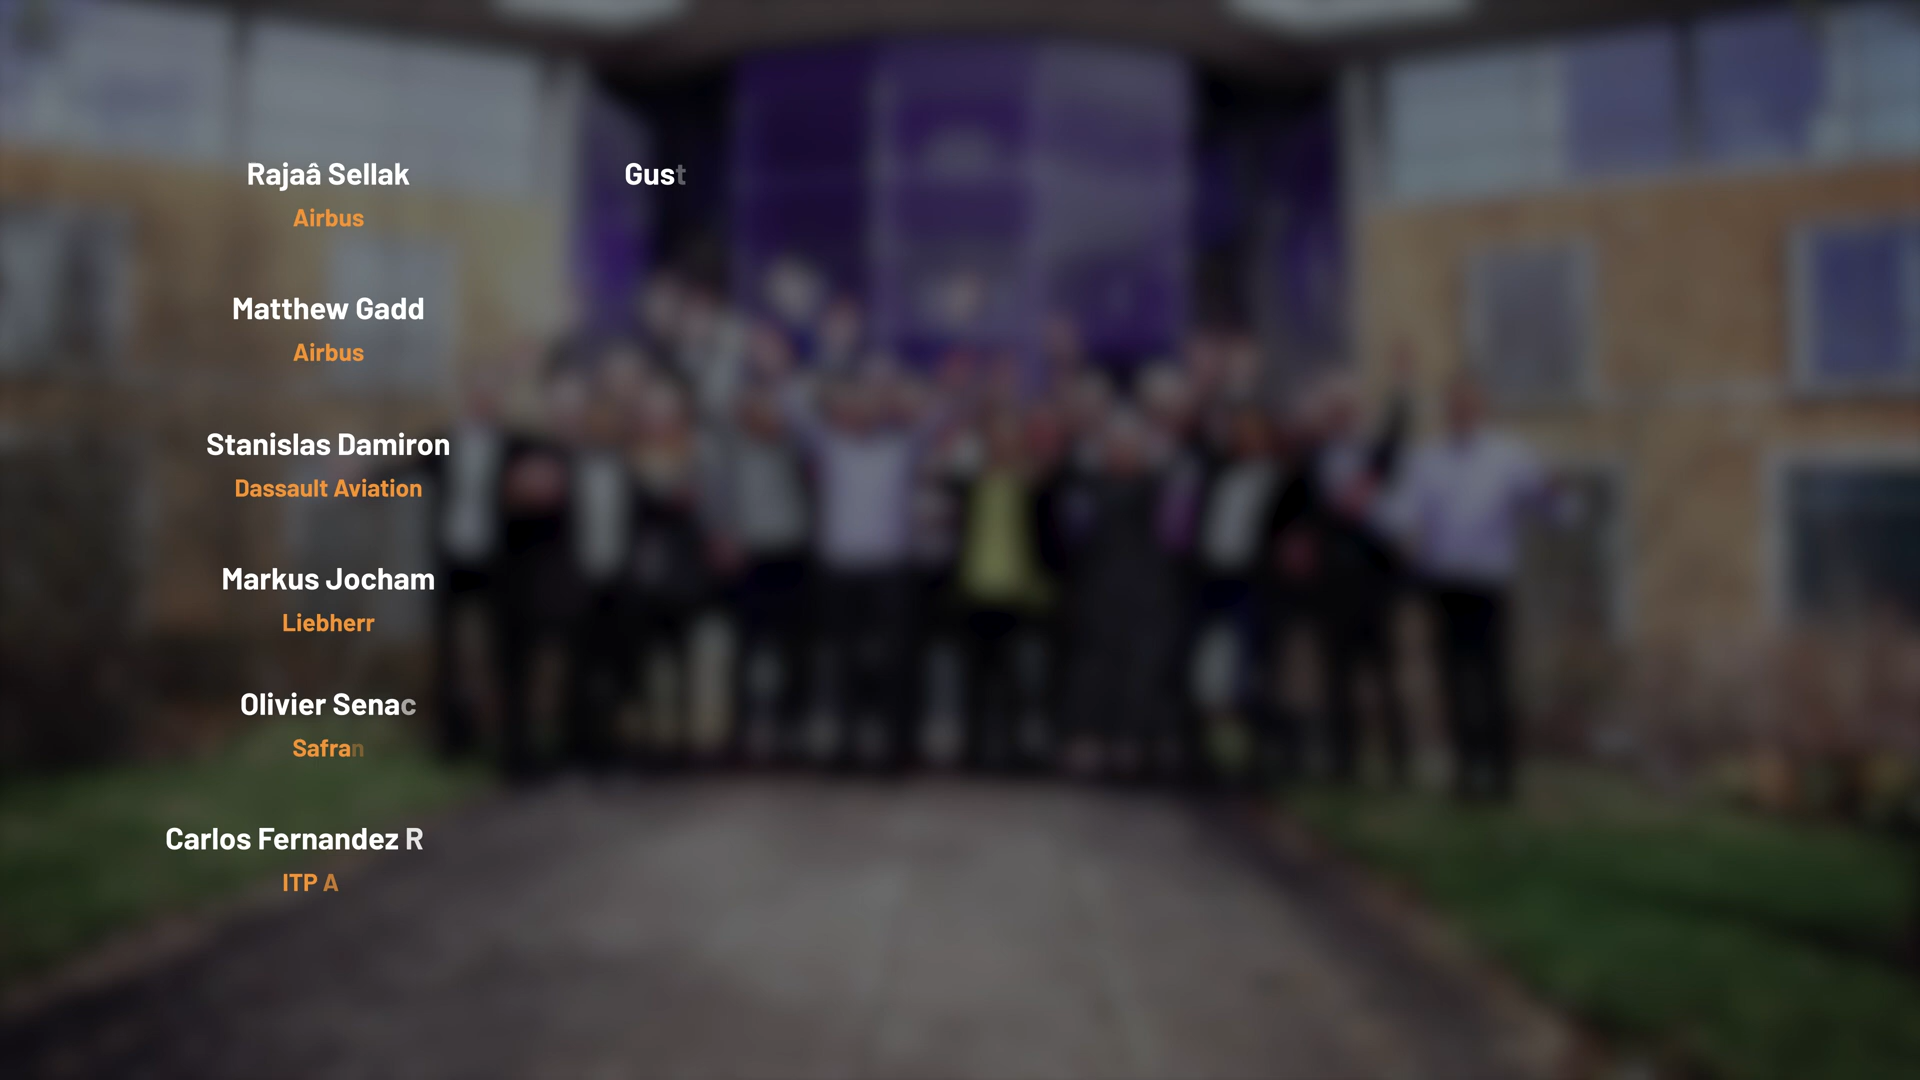 Rajaâ Sellak
Airbus
Matthew Gadd
Airbus
Stanislas Damiron
Dassault Aviation
Markus Jocham
Liebherr
Olivier Senac
Safran
Carlos Fernandez R
ITP A
Gust